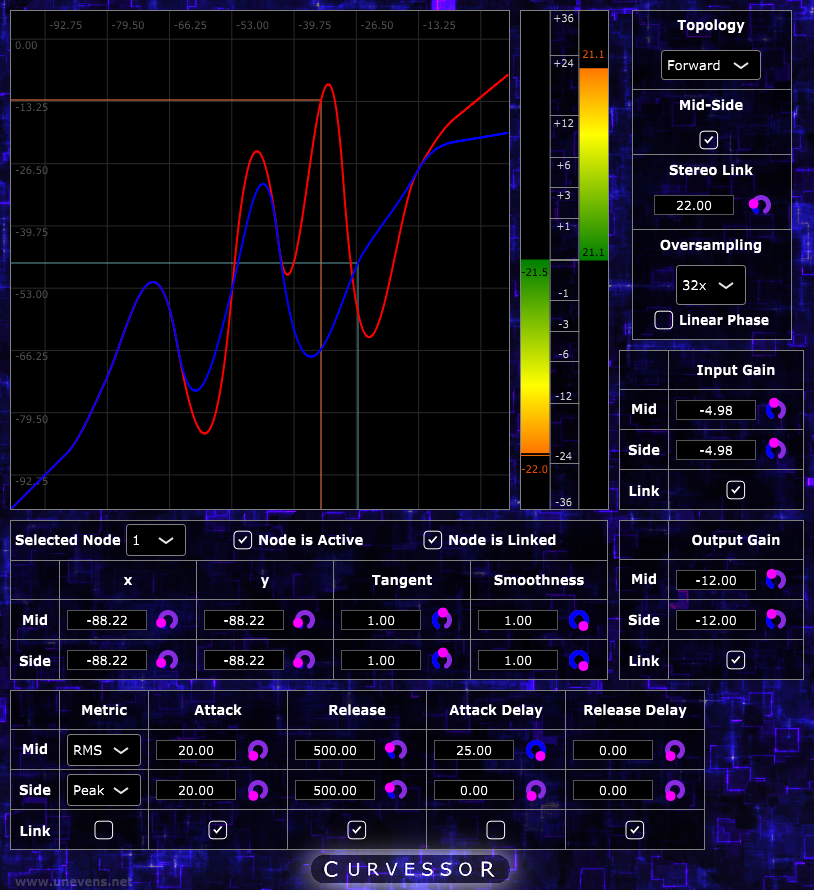 -92.75 -79.50 -66.25 -53.00 -39.75 -26.50 -13.25
0.00
-13.25
-26.50
-39.75
-53.00
-66.25
-79.50
-92.75
+36
+24
+12
+6
+3
+1
-1
-3
-6
-12
-24
-36
21.1
21.1
-21.5
-22.0
Topology
Forward
Mid-Side
Stereo Link
22.00
Oversampling
32x
Linear Phase
Input Gain
Mid -4.98
Side -4.98
Link
Selected Node 1 Node is Active Node is Linked
x y Tangent Smoothness
Mid -88.22 -88.22 1.00 1.00
Side -88.22 -88.22 1.00 1.00
Output Gain
Mid -12.00
Side -12.00
Link
Metric Attack Release Attack Delay Release Delay
Mid RMS 20.00 500.00 25.00 0.00
Side Peak 20.00 500.00 0.00 0.00
Link
CURVESSOR
www.unevens.net